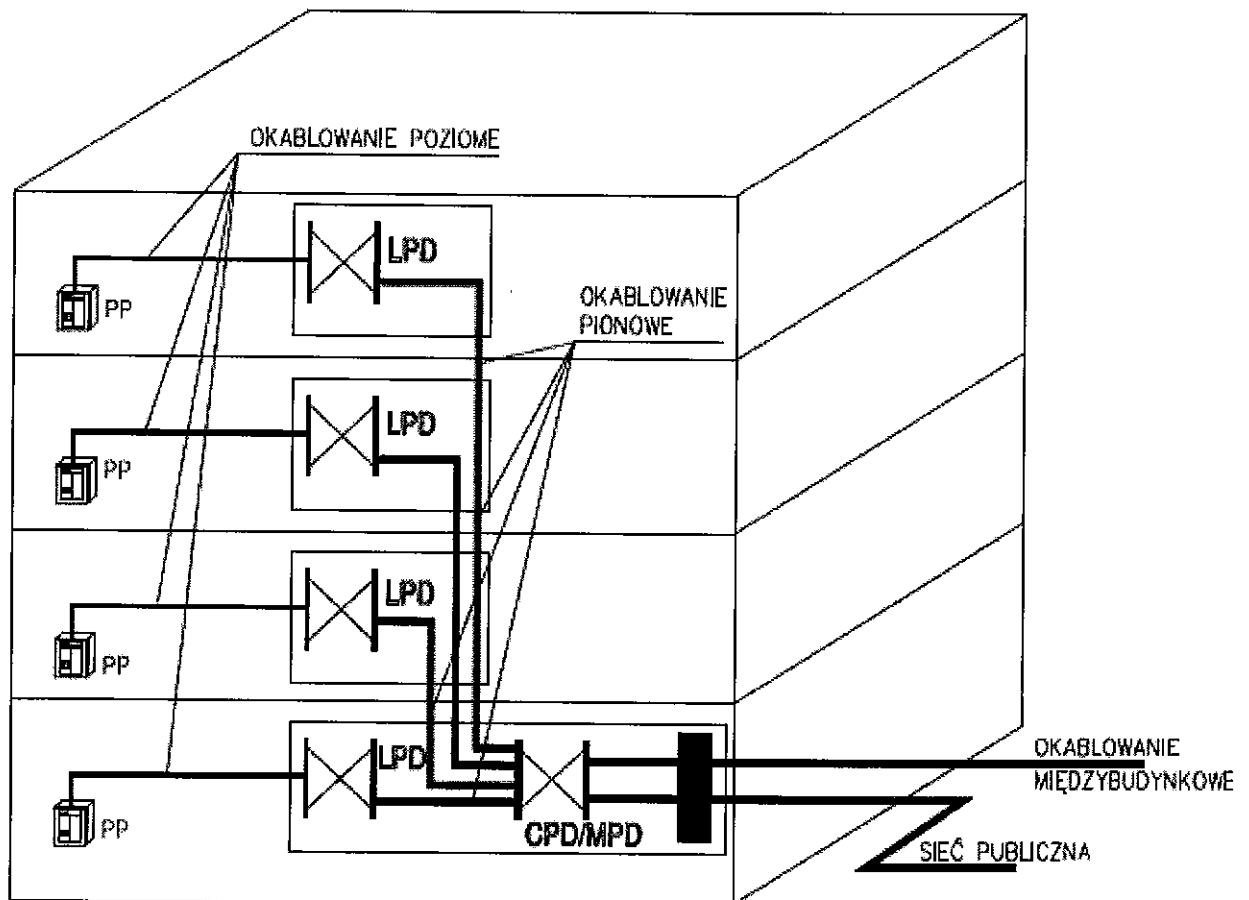 OKABLOWANIE POZIOME
LPD
PP
OKABLOWANIE
PIONOWE
LPD
PP
LPD
PP
LPD
PP
CPD/MPD
OKABLOWANIE
MIĘDZYBUDYNKOWE
SIEĆ PUBLICZNA